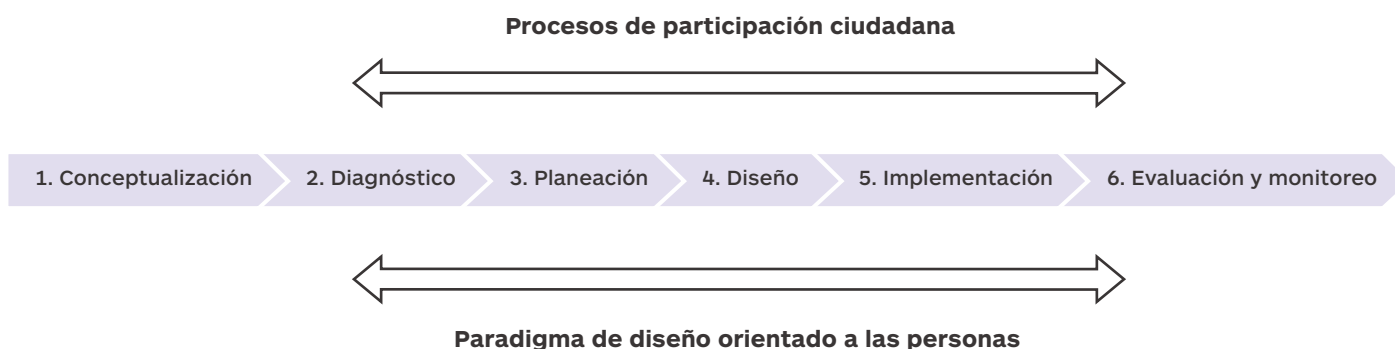 Procesos de participación ciudadana
1. Conceptualización 2. Diagnóstico 3. Planeación 4. Diseño 5. Implementación 6. Evaluación y monitoreo
Paradigma de diseño orientado a las personas